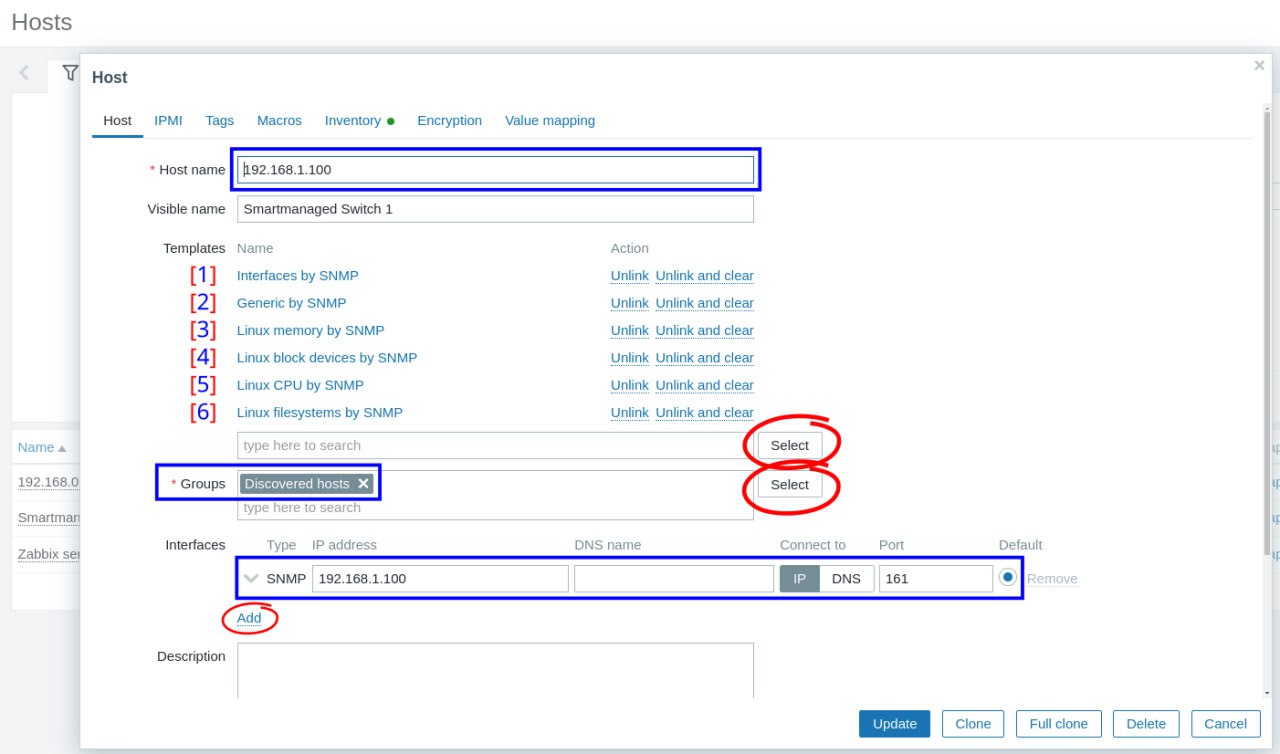 Hosts
Host
Host IPMI Tags Macros Inventory Encryption Value mapping
* Host name 192.168.1.100
Visible name Smartmanaged Switch 1
Templates Name Action
[1] Interfaces by SNMP Unlink Unlink and clear
[2] Generic by SNMP Unlink Unlink and clear
[3] Linux memory by SNMP Unlink Unlink and clear
[4] Linux block devices by SNMP Unlink Unlink and clear
[5] Linux CPU by SNMP Unlink Unlink and clear
[6] Linux filesystems by SNMP Unlink Unlink and clear
type here to search Select
Name
* Groups Discovered hosts Select
192.168.0
type here to search
Smartman
Interfaces Type IP address DNS name Connect to Port Default
Zabbix se
SNMP 192.168.1.100 IP DNS 161 Remove
Add
Description
Update Clone Full clone Delete Cancel